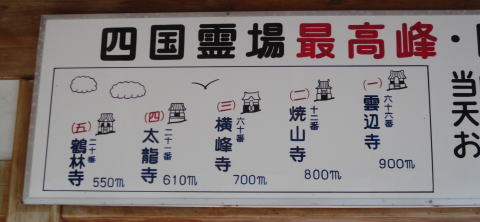 四国霊場最高峰・
(一)
六十六番
雲辺寺
900m
(二)
十二番
焼山寺
800m
(三)
六十番
横峰寺
700m
(四)
二十一番
太龍寺
610m
(五)
二十番
鶴林寺
550m
当
天
お